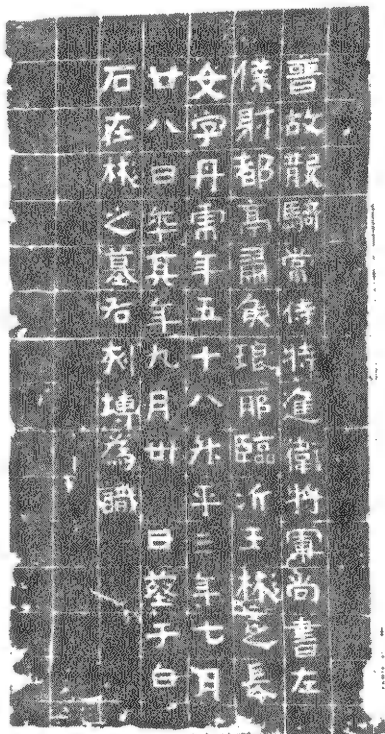 晉故散騎常侍特進衛將軍尚書左
僕射都亭肅侯琅耶臨沂王彬之長
女字丹虎年五十八升平三年七月
廿八日卒其年九月卅日葬于白
石在彬之墓右刻塼為識